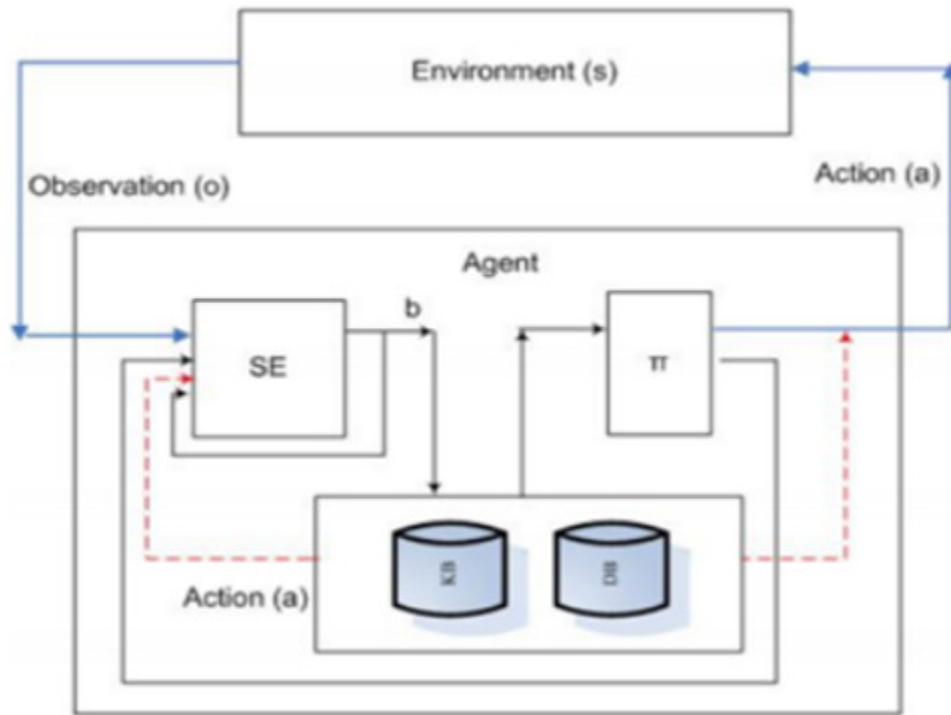 Environment (s)
Observation (o)
Action (a)
Agent
b
SE
π
KB
DB
Action (a)